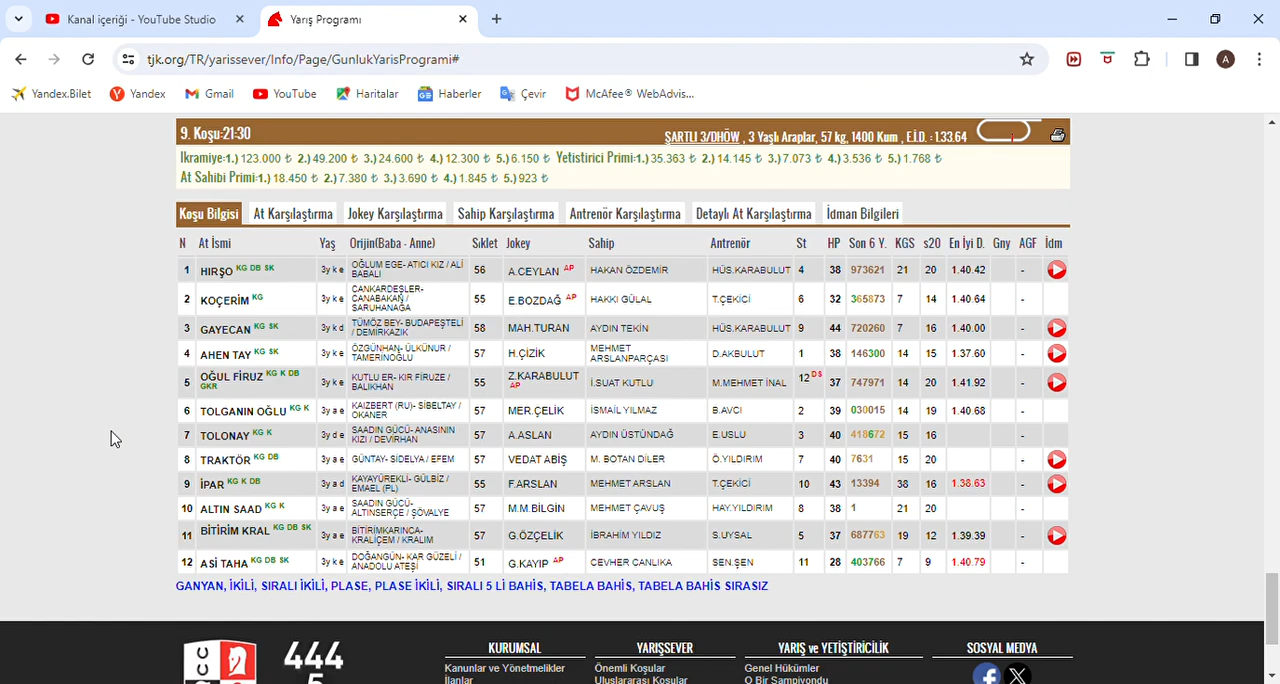 Kanal içeriği - YouTube Studio
Yarış Programı
tjk.org/TR/yarissever/Info/Page/GunlukYarisProgrami#
A
Yandex.Bilet Yandex Gmail YouTube Haritalar Haberler Çevir McAfee® WebAdvis...
9. Koşu:21:30 ŞARTLI 3/DHÖW , 3 Yaşlı Araplar, 57 kg, 1400 Kum , E.İ.D. : 1.33.64
İkramiye:1.) 123.000 ₺ 2.) 49.200 ₺ 3.) 24.600 ₺ 4.) 12.300 ₺ 5.) 6.150 ₺ Yetistirici Primi:1.) 35.363 ₺ 2.) 14.145 ₺ 3.) 7.073 ₺ 4.) 3.536 ₺ 5.) 1.768 ₺
At Sahibi Primi:1.) 18.450 ₺ 2.) 7.380 ₺ 3.) 3.690 ₺ 4.) 1.845 ₺ 5.) 923 ₺
Koşu Bilgisi At Karşılaştırma Jokey Karşılaştırma Sahip Karşılaştırma Antrenör Karşılaştırma Detaylı At Karşılaştırma İdman Bilgileri
N At İsmi Yaş Orijin(Baba - Anne) Sıklet Jokey Sahip Antrenör St HP Son 6 Y. KGS s20 En İyi D. Gny AGF İdm
1 HIRŞO KG DB SK 3y k e OĞLUM EGE- ATICI KIZ / ALİ BABALI 56 A.CEYLAN AP HAKAN ÖZDEMİR HÜS.KARABULUT 4 38 973621 21 20 1.40.42 -
2 KOÇERİM KG 3y k e CANKARDEŞLER- CANABAKAN / SARUHANAĞA 55 E.BOZDAĞ AP HAKKI GÜLAL T.ÇEKİCİ 6 32 365873 7 14 1.40.64 -
3 GAYECAN KG SK 3y k d TÜMÖZ BEY- BUDAPEŞTELİ / DEMİRKAZIK 58 MAH.TURAN AYDIN TEKİN HÜS.KARABULUT 9 44 720260 7 16 1.40.00 -
4 AHEN TAY KG SK 3y k e ÖZGÜNHAN- ÜLKÜNUR / TAMERİNOĞLU 57 H.ÇİZİK MEHMET ARSLANPARÇASI D.AKBULUT 1 38 146300 14 15 1.37.60 -
5 OĞUL FİRUZ KG K DB GKR 3y k e KUTLU ER- KIR FİRUZE / BALIKHAN 55 Z.KARABULUT AP İ.SUAT KUTLU M.MEHMET İNAL 12 DS 37 747971 14 20 1.41.92 -
6 TOLGANIN OĞLU KG K 3y a e KAIZBERT (RU)- SİBELTAY / OKANER 57 MER.ÇELİK İSMAİL YILMAZ B.AVCI 2 39 030015 14 19 1.40.68 -
7 TOLONAY KG K 3y d e SAADIN GÜCÜ- ANASININ KIZI / DEVİRHAN 57 A.ASLAN AYDIN ÜSTÜNDAĞ E.USLU 3 40 418672 15 16 -
8 TRAKTÖR KG DB 3y a e GÜNTAY- SİDELYA / EFEM 57 VEDAT ABİŞ M. BOTAN DİLER Ö.YILDIRIM 7 40 7631 15 20 -
9 İPAR KG K DB 3y a d KAYAYÜREKLİ- GÜLBİZ / EMAEL (PL) 55 F.ARSLAN MEHMET ARSLAN T.ÇEKİCİ 10 43 13394 38 16 1.38.63 -
10 ALTIN SAAD KG K 3y a e SAADIN GÜCÜ- ALTINSERÇE / ŞÖVALYE 57 M.M.BİLGİN MEHMET ÇAVUŞ HAY.YILDIRIM 8 38 1 21 20 -
11 BİTİRİM KRAL KG DB SK 3y a e BİTİRİMKARINCA- KRALİÇEM / KRALIM 57 G.ÖZÇELİK İBRAHİM YILDIZ S.UYSAL 5 37 687763 19 12 1.39.39 -
12 ASİ TAHA KG DB SK 3y k e DOĞANGÜN- KAR GÜZELİ / ANADOLU ATEŞİ 51 G.KAYIP AP CEVHER CANLIKA SEN.ŞEN 11 28 403766 7 9 1.40.79 -
GANYAN, İKİLİ, SIRALI İKİLİ, PLASE, PLASE İKİLİ, SIRALI 5 Lİ BAHİS, TABELA BAHİS, TABELA BAHİS SIRASIZ
444
5
KURUMSAL YARIŞSEVER YARIŞ ve YETİŞTİRİCİLİK SOSYAL MEDYA
Kanunlar ve Yönetmelikler Önemli Koşular Genel Hükümler
İlanlar Uluslararası Koşular O Bir Şampiyondu